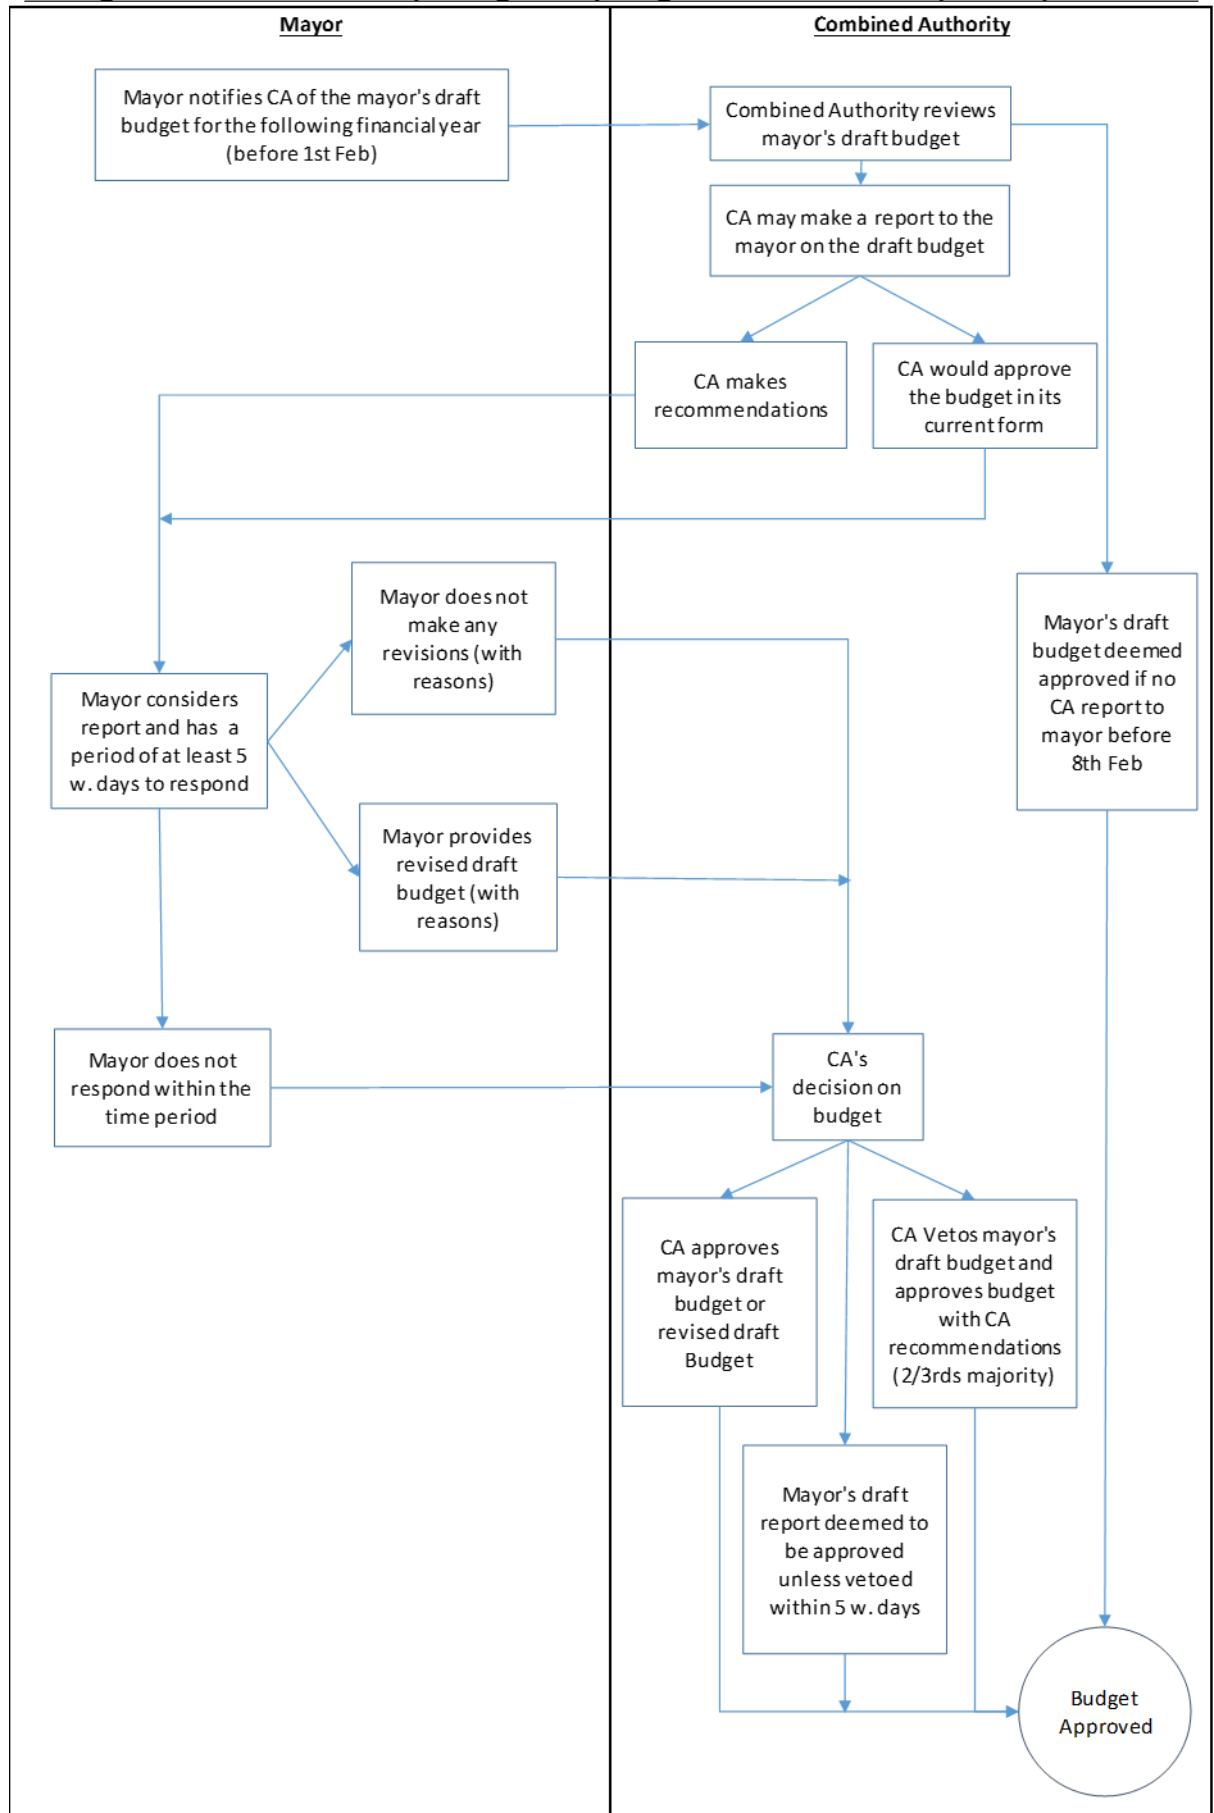 Mayor
Combined Authority
Mayor notifies CA of the mayor's draft
budget for the following financial year
(before 1st Feb)
Combined Authority reviews
mayor's draft budget
CA may make a report to the
mayor on the draft budget
CA makes
recommendations
CA would approve
the budget in its
current form
Mayor does not
make any
revisions (with
reasons)
Mayor's draft
budget deemed
approved if no
CA report to
mayor before
8th Feb
Mayor considers
report and has a
period of at least 5
w. days to respond
Mayor provides
revised draft
budget (with
reasons)
Mayor does not
respond within the
time period
CA's
decision on
budget
CA approves
mayor's draft
budget or
revised draft
Budget
CA Vetos mayor's
draft budget and
approves budget
with CA
recommendations
(2/3rds majority)
Mayor's draft
report deemed to
be approved
unless vetoed
within 5 w. days
Budget
Approved